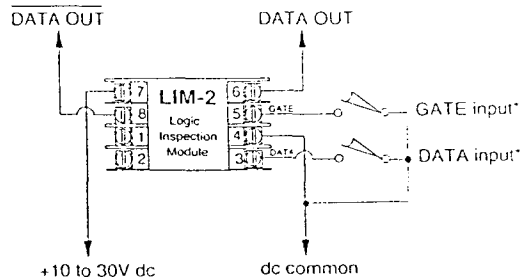 DATA OUT DATA OUT
7 LIM-2 6
8 Logic 5 GATE GATE input*
1 Inspection 4
2 Module 3 DATA DATA input*
+10 to 30V dc dc common